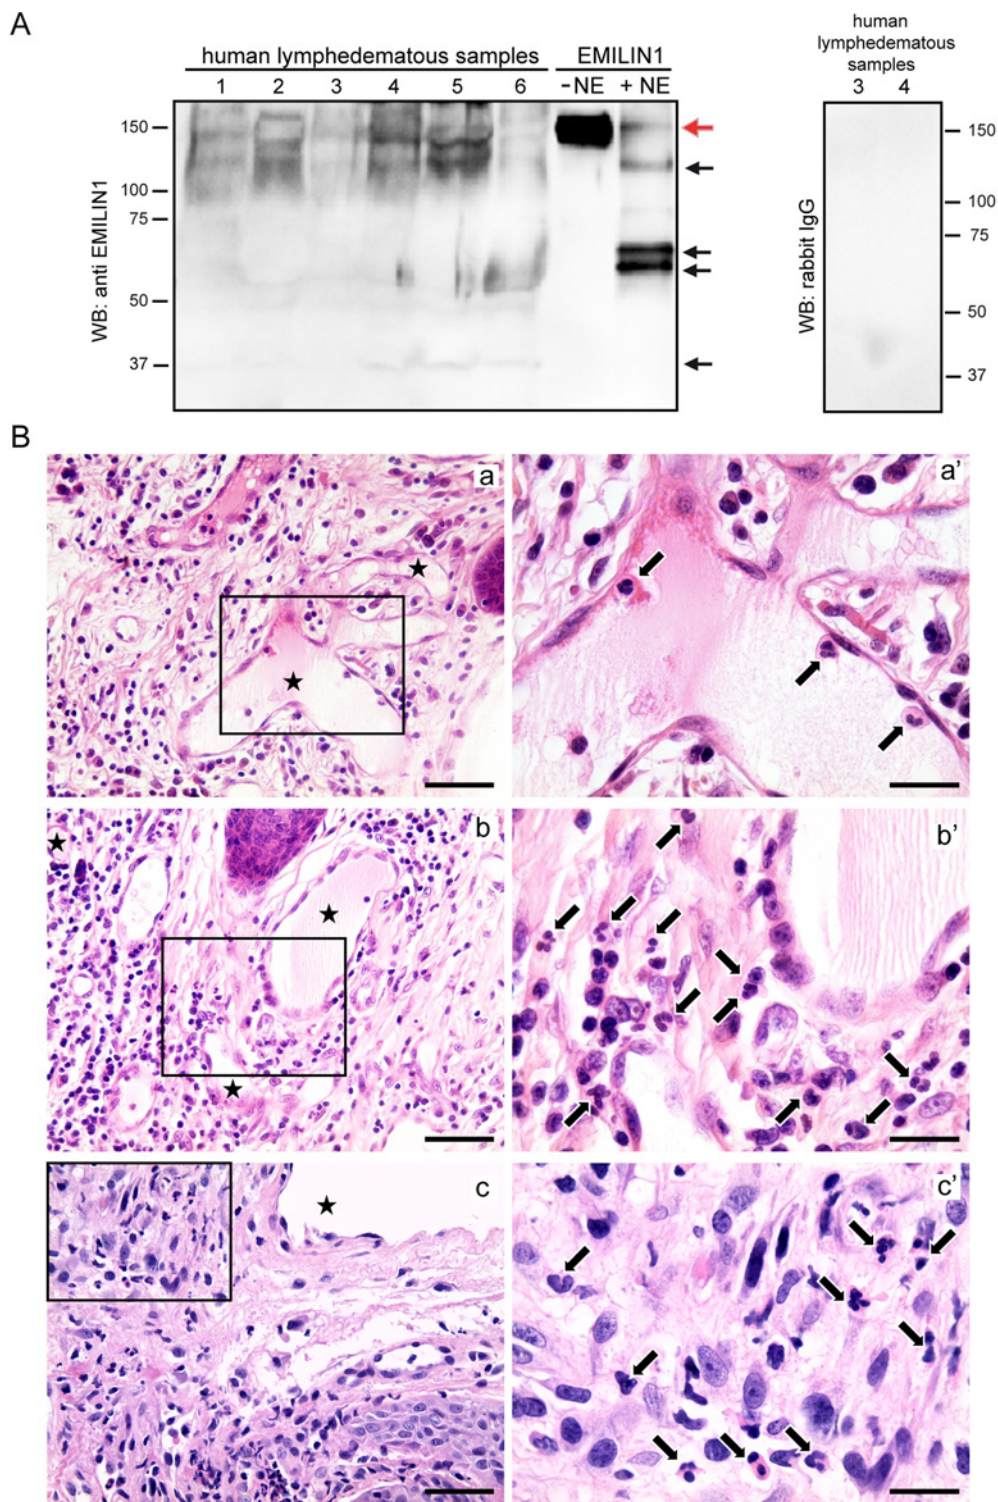 A
human lymphedematous samples
EMILIN1
1 2 3 4 5 6 -NE + NE
WB: anti EMILIN1
150
100
75
50
37
human
lymphedematous
samples
3 4
WB: rabbit IgG
150
100
75
50
37
B
a
a'
b
b'
c
c'